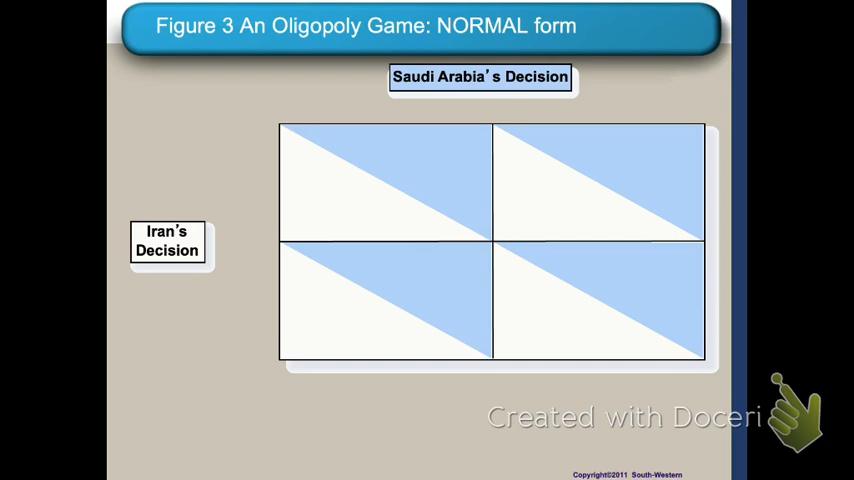 Figure 3 An Oligopoly Game: NORMAL form
Saudi Arabia’s Decision
Iran’s
Decision
Created with Doceri
Copyright©2011 South-Western